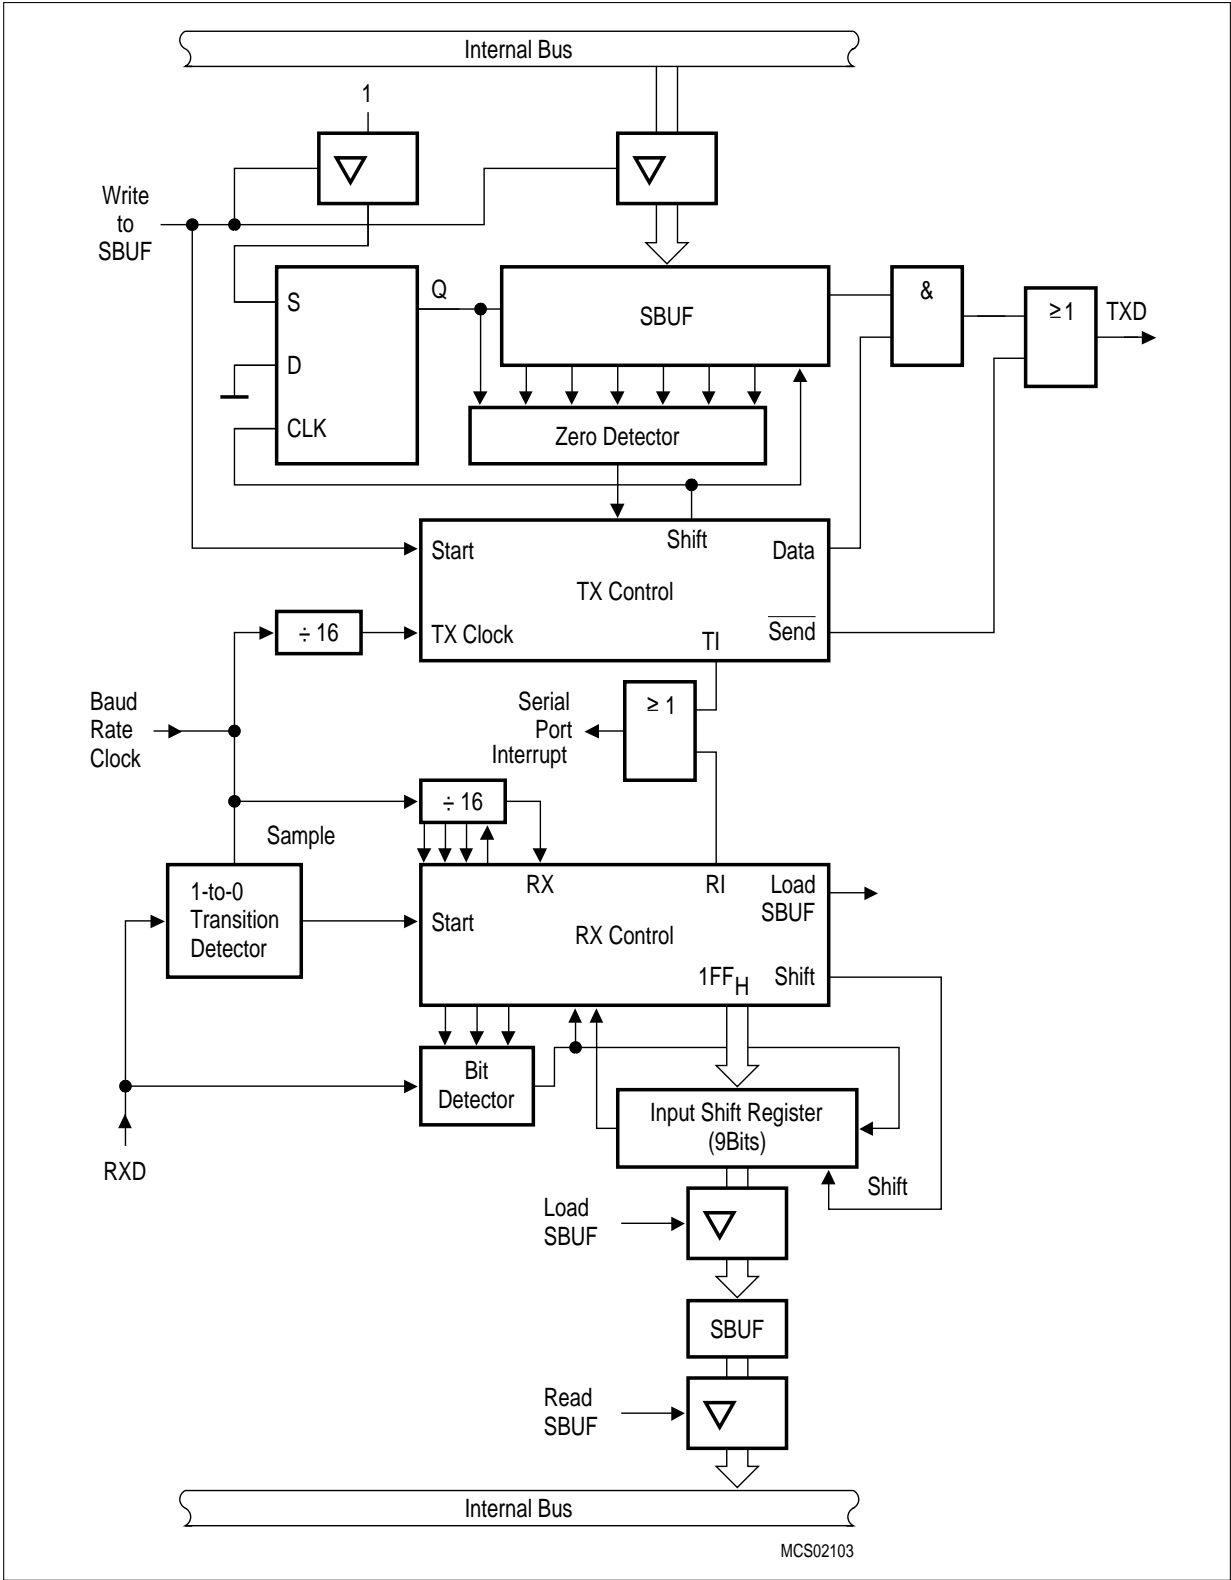 Internal Bus
1
Write
to
SBUF
S
Q
D
CLK
SBUF
&
≥ 1
TXD
Zero Detector
Start
Shift
Data
TX Control
÷ 16
TX Clock
TI
Send
Baud
Rate
Clock
Serial
Port
Interrupt
≥ 1
÷ 16
Sample
1-to-0
Transition
Detector
RX
RI
Load
SBUF
Start
RX Control
1FFH
Shift
Bit
Detector
Input Shift Register
(9Bits)
RXD
Shift
Load
SBUF
SBUF
Read
SBUF
Internal Bus
MCS02103